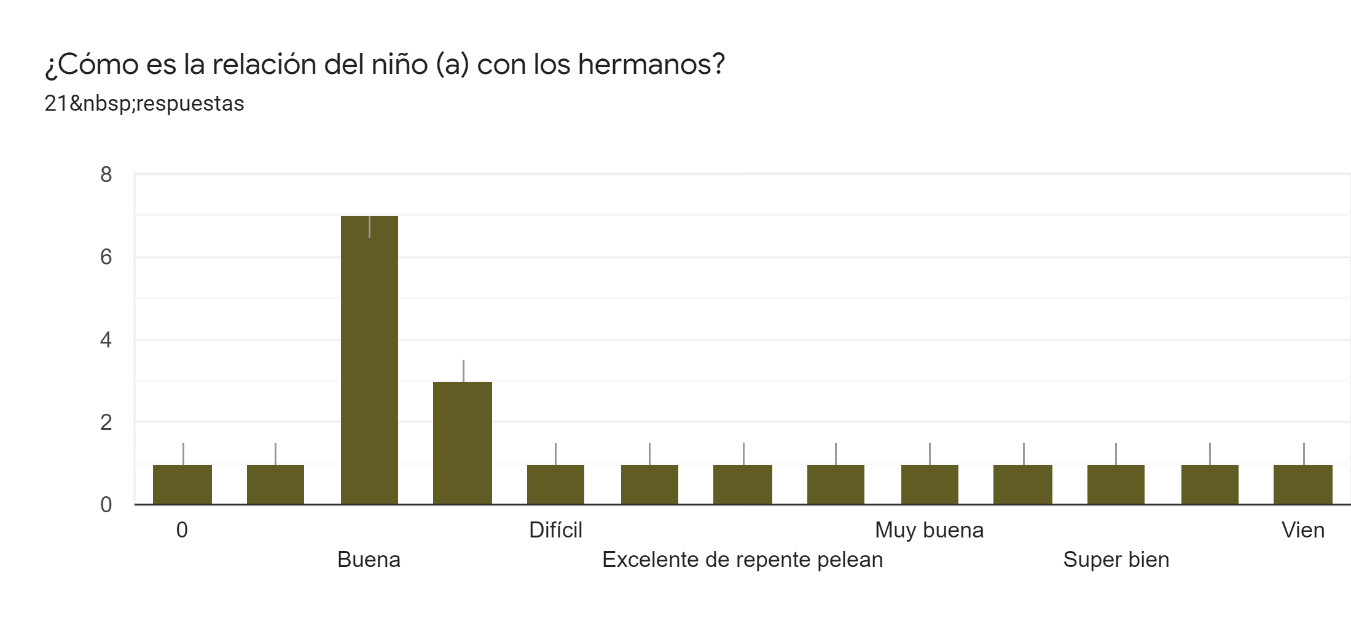 ¿Cómo es la relación del niño (a) con los hermanos?
21&nbsp;respuestas
8
6
4
2
0
0
Difícil
Muy buena
Vien
Buena
Excelente de repente pelean
Super bien